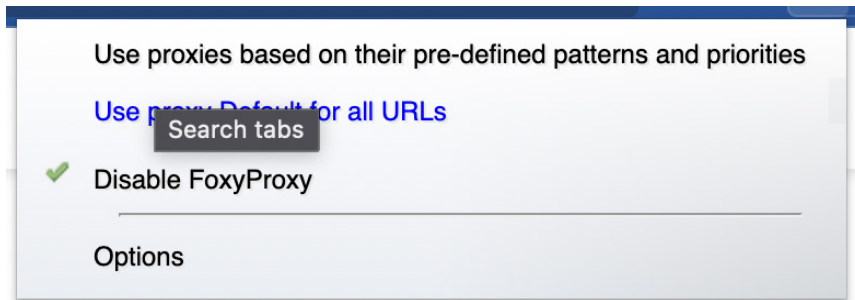 Use proxies based on their pre-defined patterns and priorities
Use proxy Default for all URLs
Search tabs
Disable FoxyProxy
Options